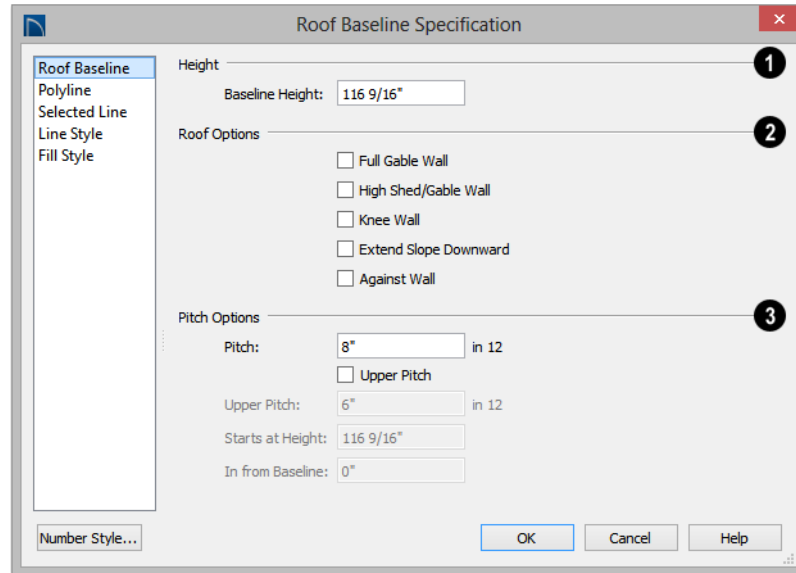 Roof Baseline Specification
Roof Baseline
Polyline
Selected Line
Line Style
Fill Style
Height
1
Baseline Height: 116 9/16"
Roof Options
2
Full Gable Wall
High Shed/Gable Wall
Knee Wall
Extend Slope Downward
Against Wall
Pitch Options
3
Pitch: 8" in 12
Upper Pitch
Upper Pitch: 6" in 12
Starts at Height: 116 9/16"
In from Baseline: 0"
Number Style... OK Cancel Help